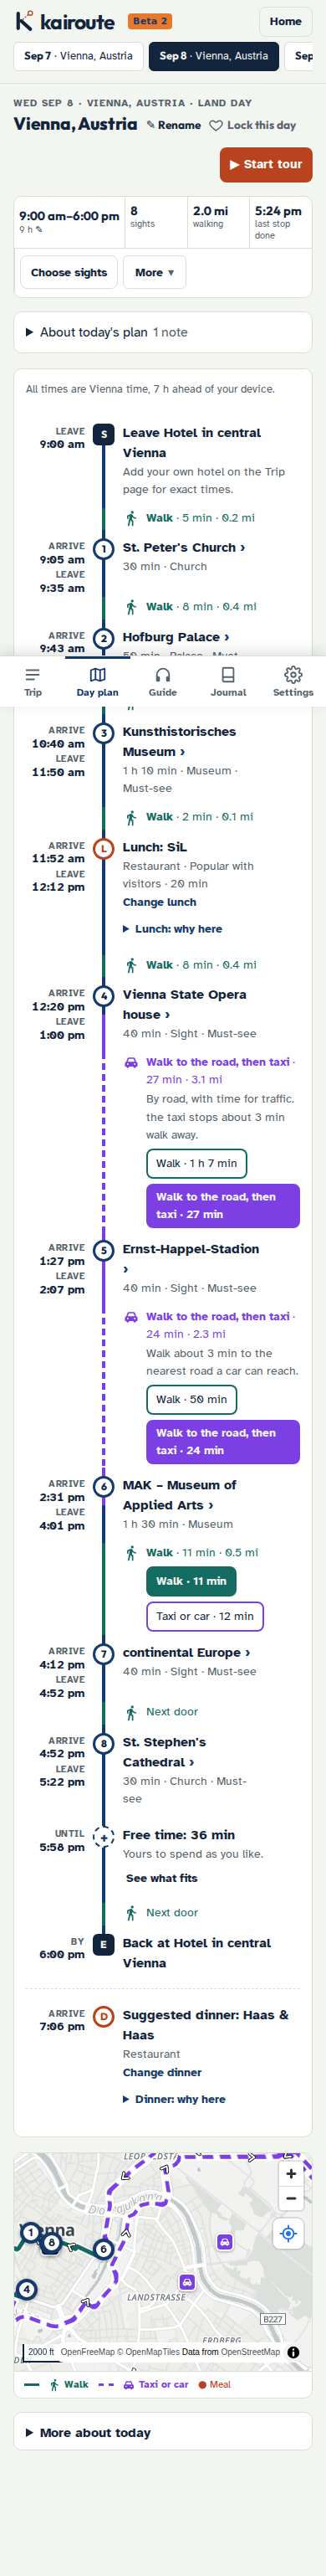 kairoute
Beta 2
Home
Sep 7 · Vienna, Austria
Sep 8 · Vienna, Austria
Sep
WED SEP 8 · VIENNA, AUSTRIA · LAND DAY
Vienna, Austria
✎ Rename
Lock this day
▶ Start tour
9:00 am–6:00 pm
9 h ✎
8
sights
2.0 mi
walking
5:24 pm
last stop
done
Choose sights
More ▾
▶ About today's plan 1 note
All times are Vienna time, 7 h ahead of your device.
LEAVE
9:00 am
S
Leave Hotel in central
Vienna
Add your own hotel on the Trip
page for exact times.
Walk · 5 min · 0.2 mi
ARRIVE
9:05 am
LEAVE
9:35 am
1
St. Peter's Church ›
30 min · Church
Walk · 8 min · 0.4 mi
ARRIVE
9:43 am
2
Hofburg Palace ›
Trip
Day plan
Guide
Journal
Settings
ARRIVE
10:40 am
LEAVE
11:50 am
3
Kunsthistorisches
Museum ›
1 h 10 min · Museum ·
Must-see
Walk · 2 min · 0.1 mi
ARRIVE
11:52 am
LEAVE
12:12 pm
L
Lunch: SiL
Restaurant · Popular with
visitors · 20 min
Change lunch
▶ Lunch: why here
Walk · 8 min · 0.4 mi
ARRIVE
12:20 pm
LEAVE
1:00 pm
4
Vienna State Opera
house ›
40 min · Sight · Must-see
Walk to the road, then taxi ·
27 min · 3.1 mi
By road, with time for traffic.
the taxi stops about 3 min
walk away.
Walk · 1 h 7 min
Walk to the road, then
taxi · 27 min
ARRIVE
1:27 pm
LEAVE
2:07 pm
5
Ernst-Happel-Stadion
›
40 min · Sight · Must-see
Walk to the road, then taxi ·
24 min · 2.3 mi
Walk about 3 min to the
nearest road a car can reach.
Walk · 50 min
Walk to the road, then
taxi · 24 min
ARRIVE
2:31 pm
LEAVE
4:01 pm
6
MAK – Museum of
Applied Arts ›
1 h 30 min · Museum
Walk · 11 min · 0.5 mi
Walk · 11 min
Taxi or car · 12 min
ARRIVE
4:12 pm
LEAVE
4:52 pm
7
continental Europe ›
40 min · Sight · Must-see
Next door
ARRIVE
4:52 pm
LEAVE
5:22 pm
8
St. Stephen's
Cathedral ›
30 min · Church · Must-
see
UNTIL
5:58 pm
+
Free time: 36 min
Yours to spend as you like.
See what fits
Next door
BY
6:00 pm
E
Back at Hotel in central
Vienna
ARRIVE
7:06 pm
D
Suggested dinner: Haas &
Haas
Restaurant
Change dinner
▶ Dinner: why here
+
−
1
8
6
4
LANDSTRASSE
B227
2000 ft
OpenFreeMap © OpenMapTiles Data from OpenStreetMap
Walk
Taxi or car
Meal
▶ More about today